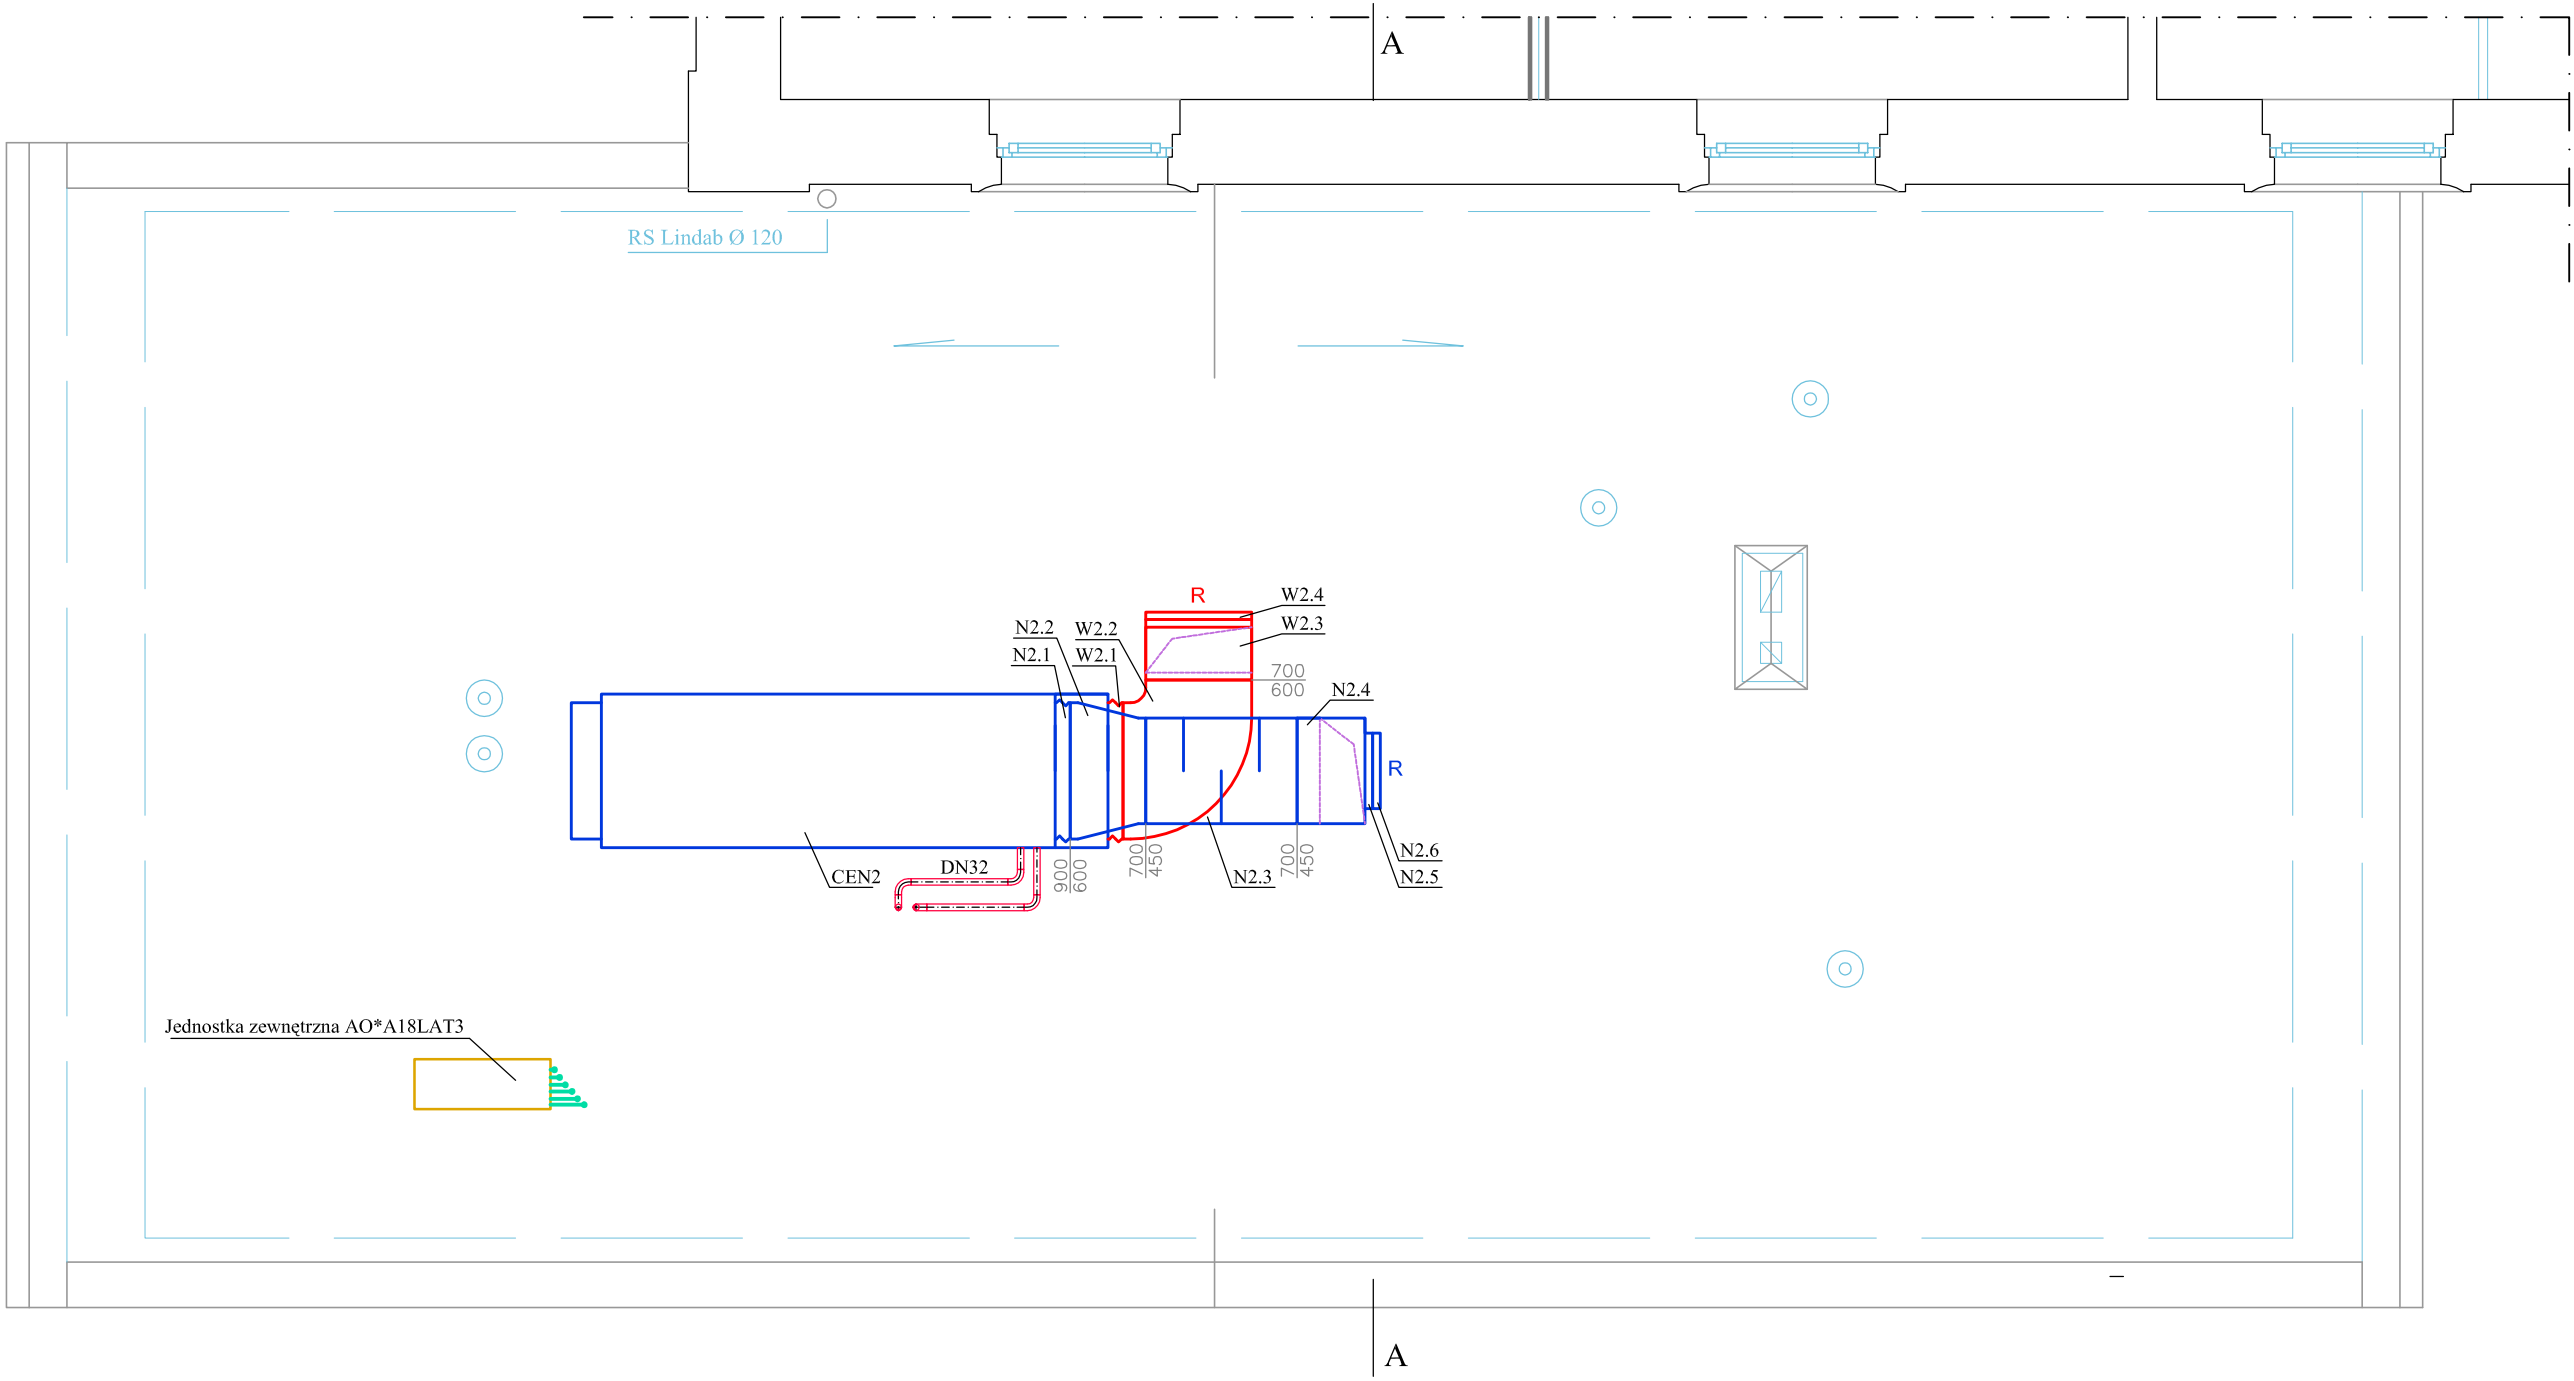 A
RS Lindab Ø 120
R
W2.4
W2.3
N2.2
W2.2
N2.1
W2.1
700
600
N2.4
R
DN32
CEN2
900
600
700
450
N2.3
700
450
N2.6
N2.5
Jednostka zewnętrzna AO*A18LAT3
A